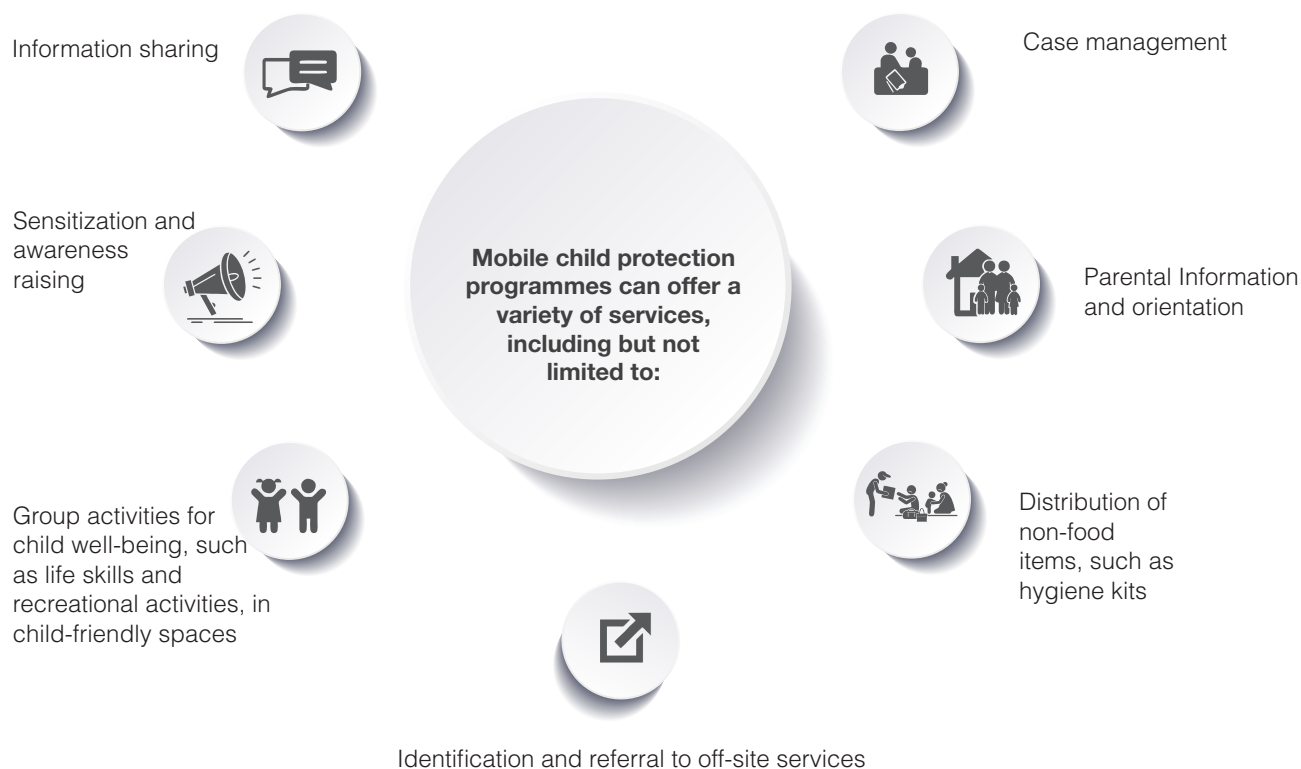 Information sharing
Case management
Mobile child protection
programmes can offer a
variety of services,
including but not
limited to:
Sensitization and
awareness
raising
Parental Information
and orientation
Group activities for
child well-being, such
as life skills and
recreational activities, in
child-friendly spaces
Distribution of
non-food
items, such as
hygiene kits
Identification and referral to off-site services